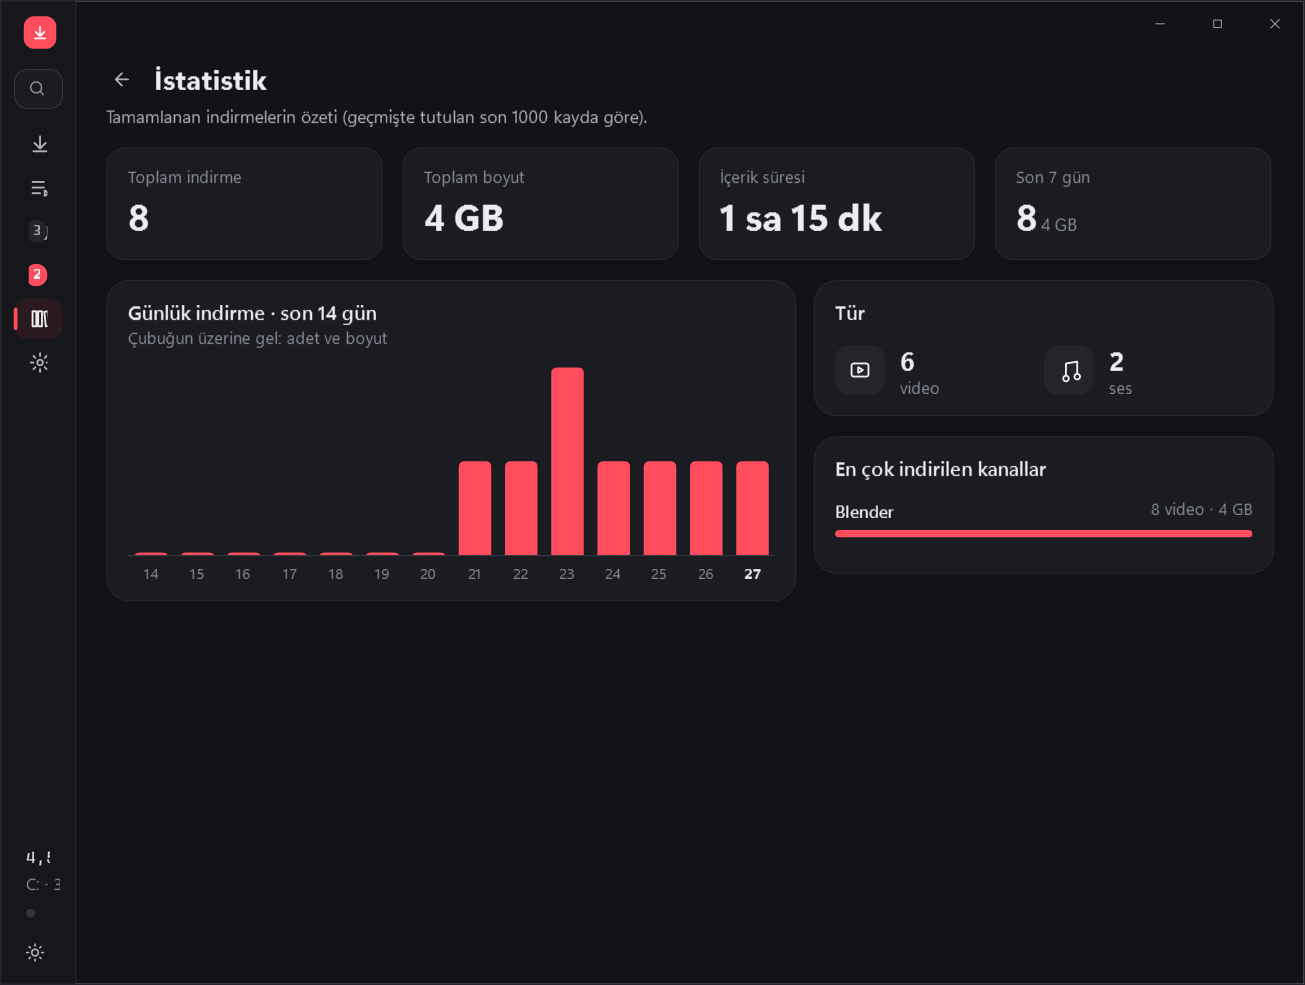 İstatistik
Tamamlanan indirmelerin özeti (geçmişte tutulan son 1000 kayda göre).
Toplam indirme
8
Toplam boyut
4 GB
İçerik süresi
1 sa 15 dk
Son 7 gün
8 4 GB
Günlük indirme · son 14 gün
Çubuğun üzerine gel: adet ve boyut
14 15 16 17 18 19 20 21 22 23 24 25 26 27
Tür
6
video
2
ses
En çok indirilen kanallar
Blender
8 video · 4 GB
3
2
C: · 3